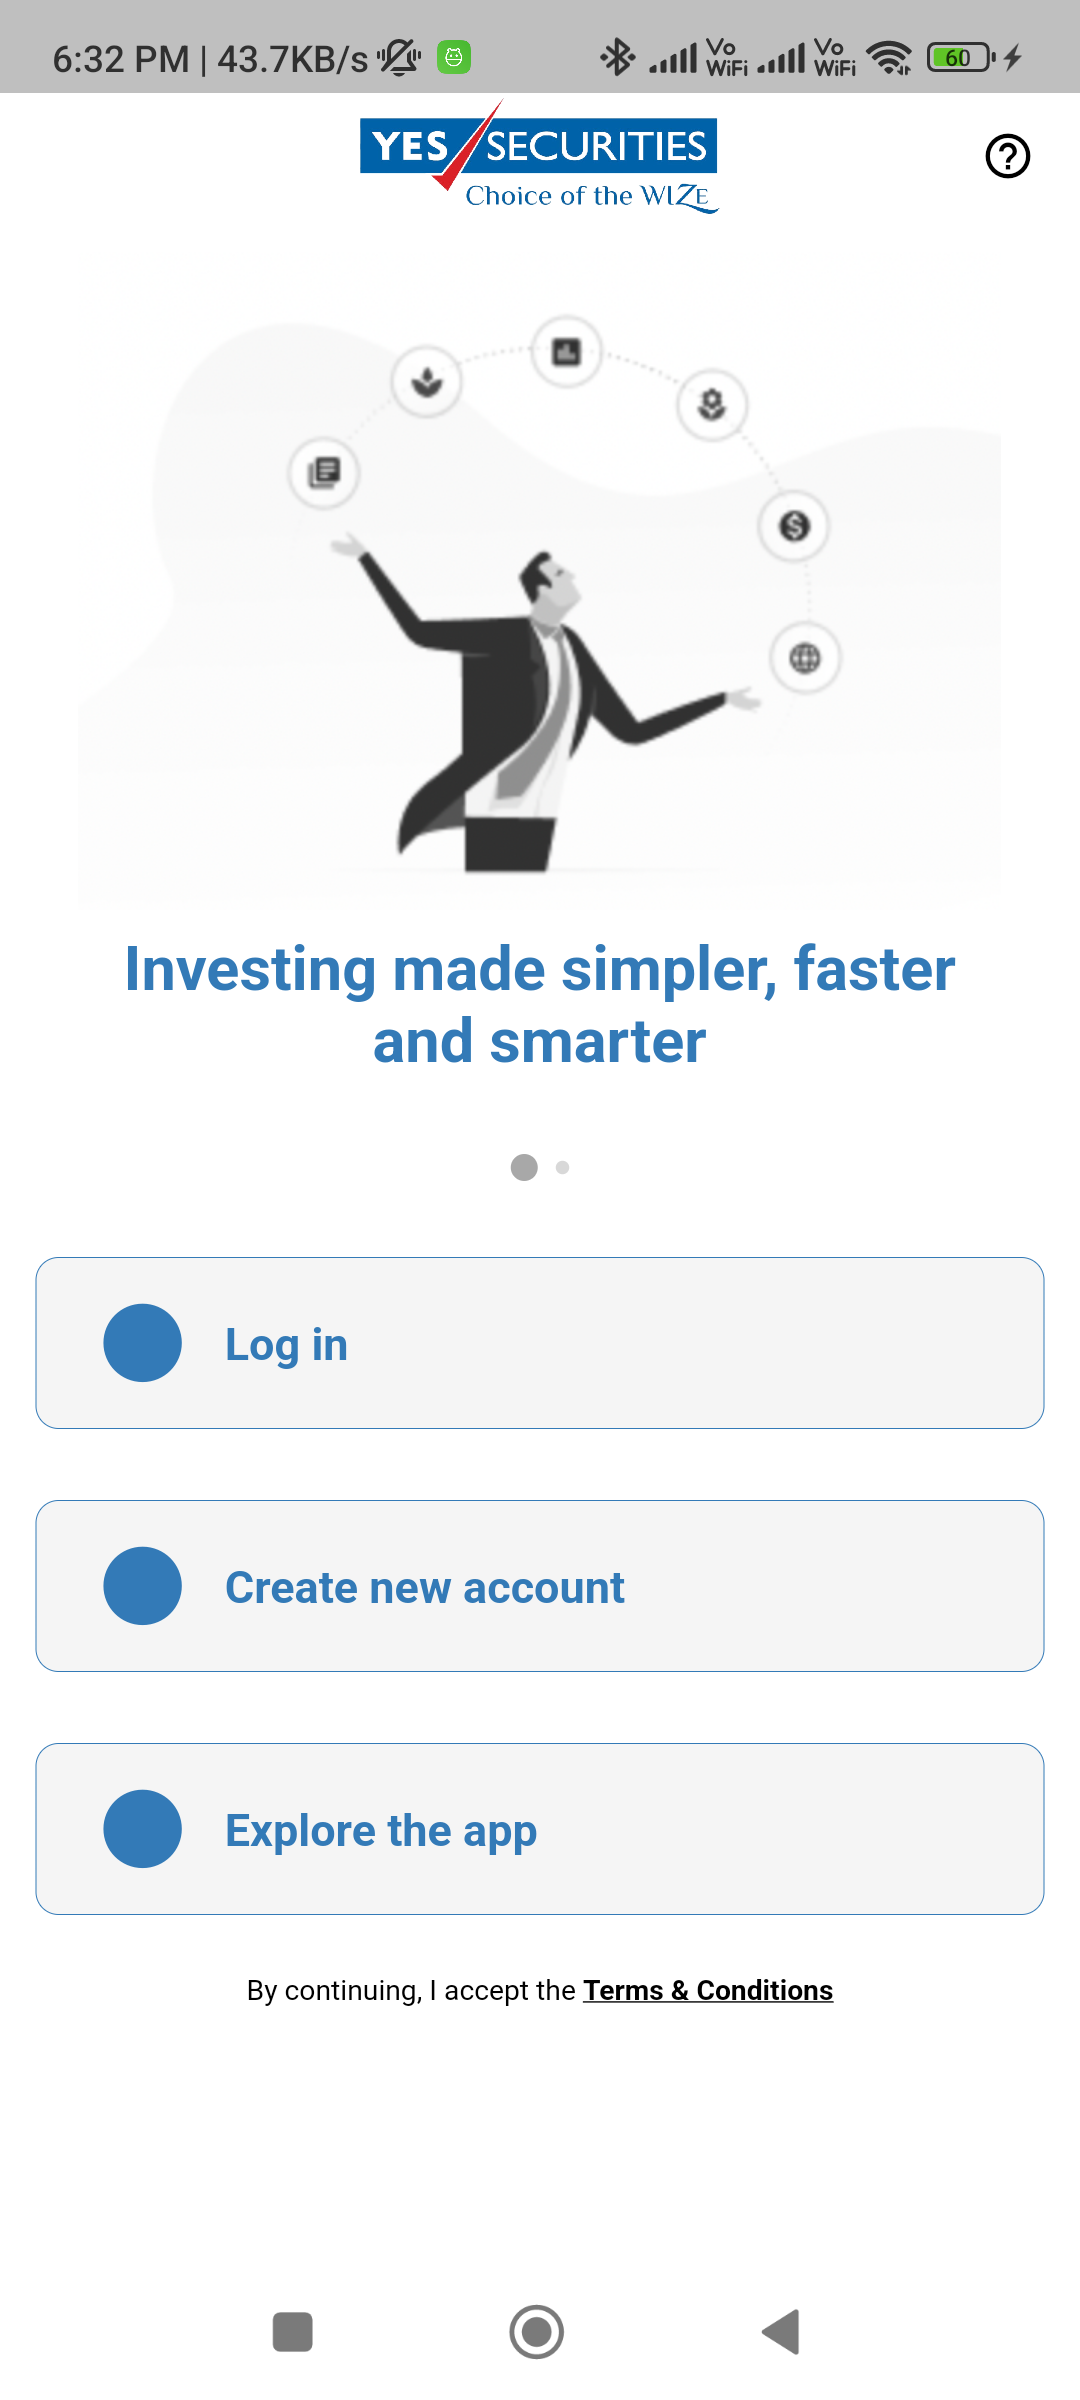 6:32 PM | 43.7KB/s
Vo WiFi
Vo WiFi
60
YES SECURITIES
Choice of the WIZE
Investing made simpler, faster
and smarter
Log in
Create new account
Explore the app
By continuing, I accept the Terms & Conditions